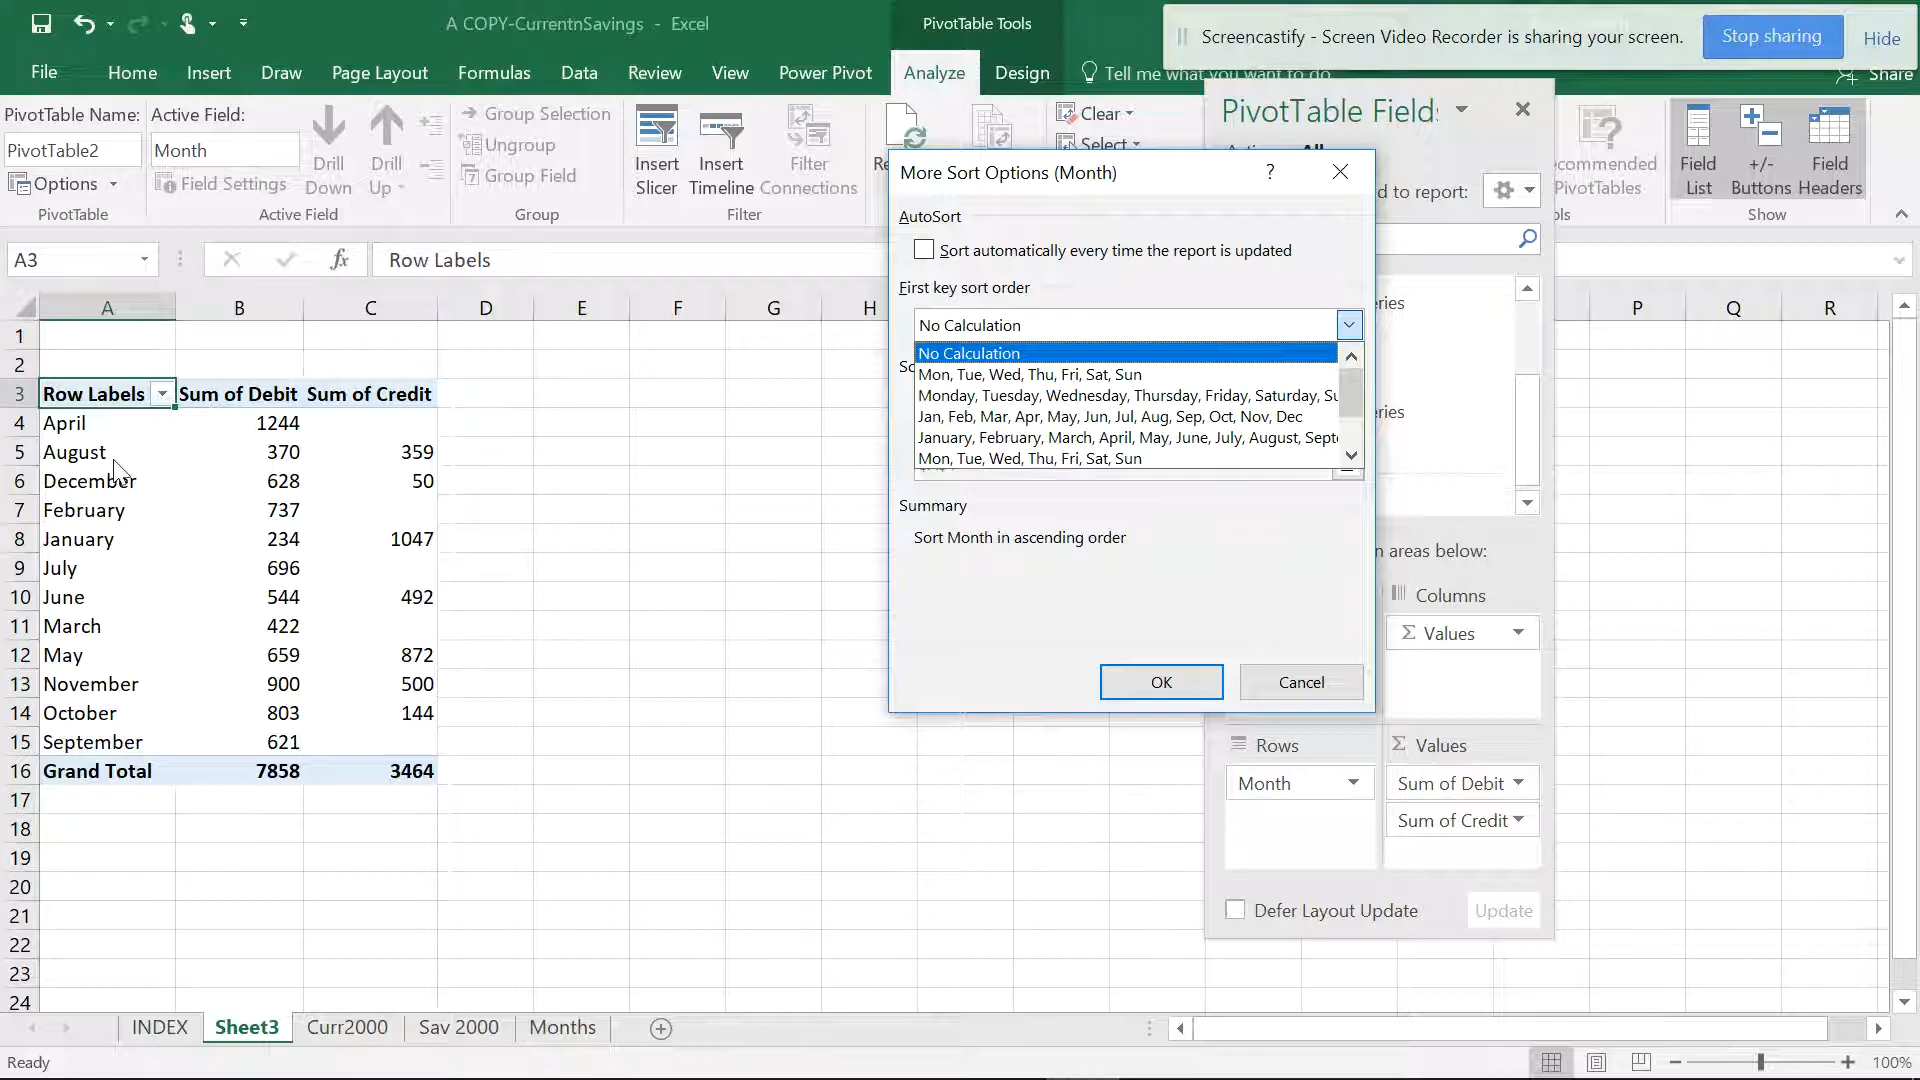 A COPY-CurrentnSavings - Excel
PivotTable Tools
Screencastify - Screen Video Recorder is sharing your screen.
Stop sharing
Hide
File
Home
Insert
Draw
Page Layout
Formulas
Data
Review
View
Power Pivot
Analyze
Design
Tell me what you want to do
Share
PivotTable Name:
PivotTable2
Options
PivotTable
Active Field:
Month
Field Settings
Drill
Down
Drill
Up
Active Field
Group Selection
Ungroup
Group Field
Group
Insert
Slicer
Insert
Timeline
Filter
Connections
Filter
Clear
Select
PivotTables
Field
List
+/-
Buttons
Field
Headers
Show
A3
fx
Row Labels
A B C D E F G H P Q R
1
2
3 Row Labels Sum of Debit Sum of Credit
4 April 1244
5 August 370 359
6 December 628 50
7 February 737
8 January 234 1047
9 July 696
10 June 544 492
11 March 422
12 May 659 872
13 November 900 500
14 October 803 144
15 September 621
16 Grand Total 7858 3464
17
18
19
20
21
22
23
24
More Sort Options (Month)
?
AutoSort
Sort automatically every time the report is updated
First key sort order
No Calculation
No Calculation
Mon, Tue, Wed, Thu, Fri, Sat, Sun
Monday, Tuesday, Wednesday, Thursday, Friday, Saturday, Su
Jan, Feb, Mar, Apr, May, Jun, Jul, Aug, Sep, Oct, Nov, Dec
January, February, March, April, May, June, July, August, Septe
Mon, Tue, Wed, Thu, Fri, Sat, Sun
Summary
Sort Month in ascending order
OK
Cancel
PivotTable Field
d to report:
ries
ries
n areas below:
Columns
Σ Values
Rows
Month
Σ Values
Sum of Debit
Sum of Credit
Defer Layout Update
Update
INDEX
Sheet3
Curr2000
Sav 2000
Months
Ready
100%